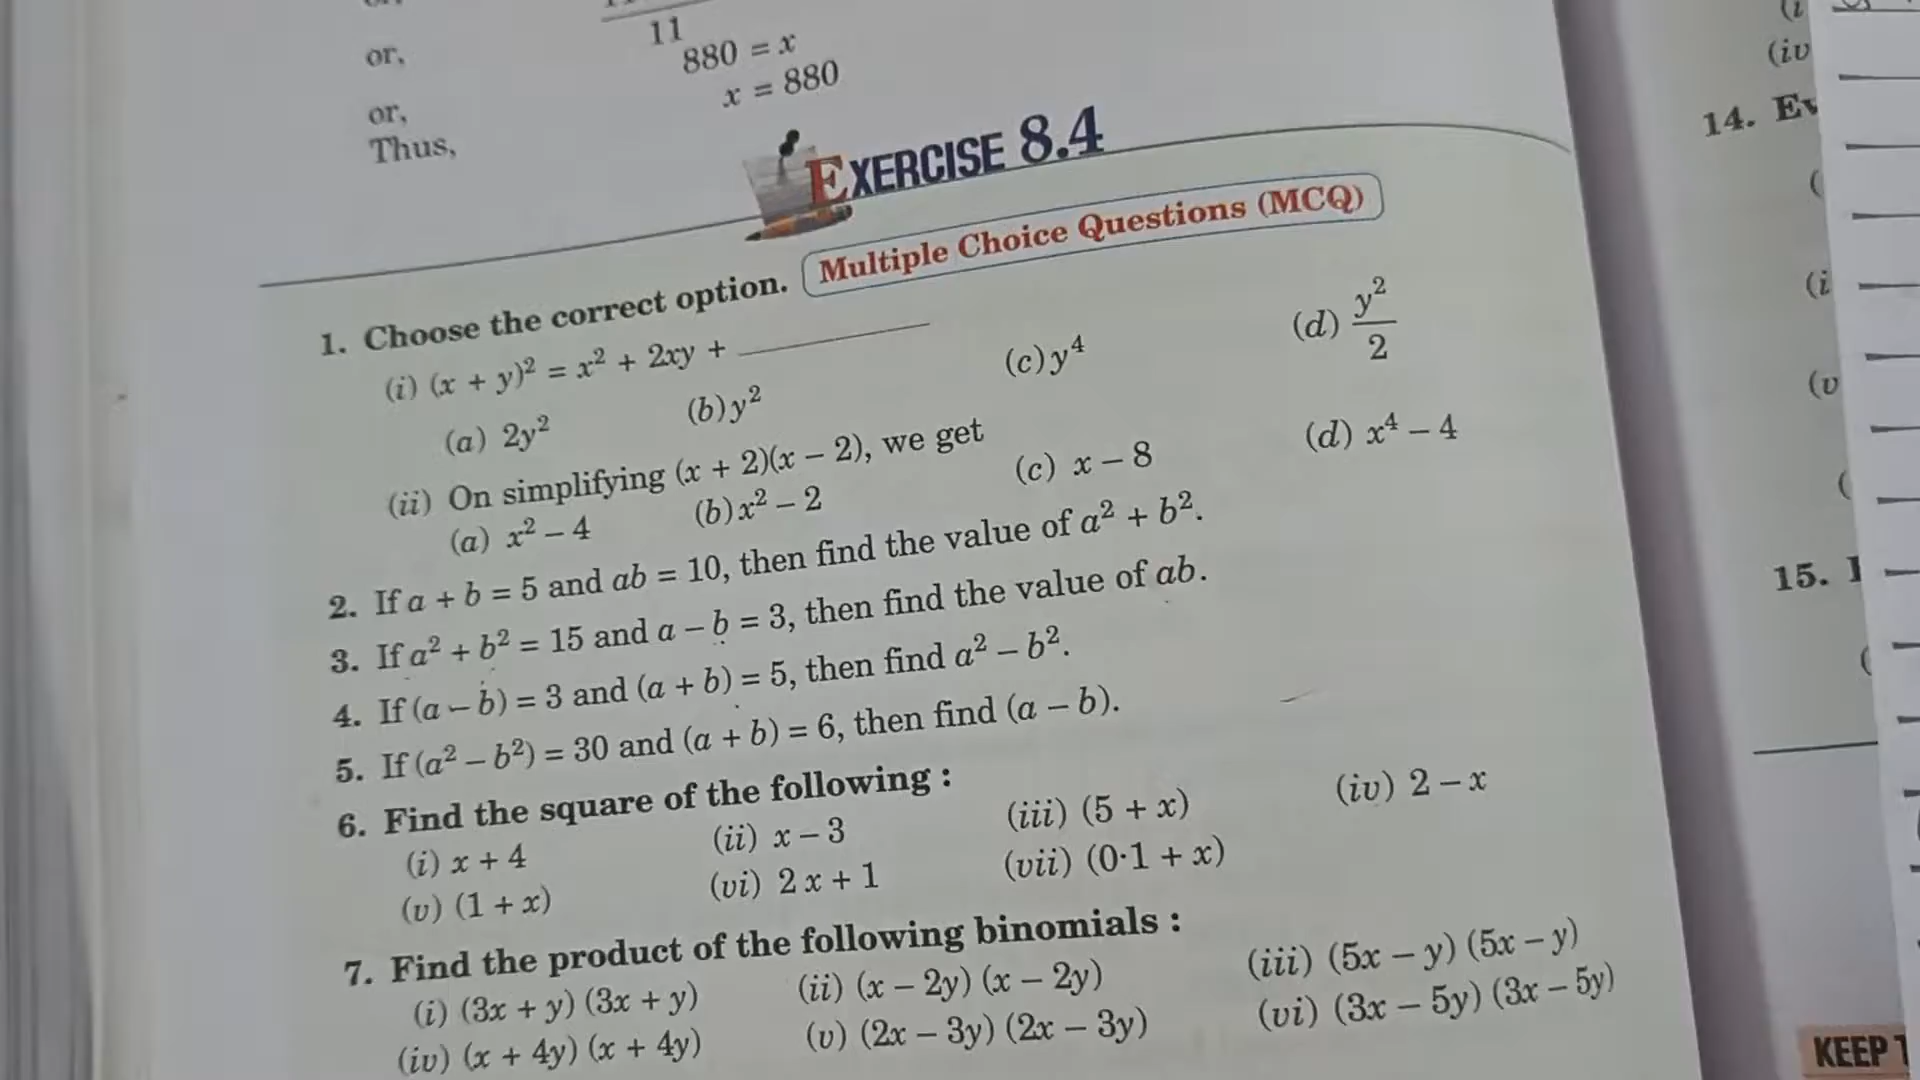 or,
11
880 = x
or,
x = 880
Thus,
EXERCISE 8.4
1. Choose the correct option. Multiple Choice Questions (MCQ)
(i) (x + y)² = x² + 2xy + ________
(a) 2y² (b) y² (c) y⁴ (d) y²/2
(ii) On simplifying (x + 2)(x – 2), we get
(a) x² – 4 (b) x² – 2 (c) x – 8 (d) x⁴ – 4
2. If a + b = 5 and ab = 10, then find the value of a² + b².
3. If a² + b² = 15 and a – b = 3, then find the value of ab.
4. If (a – b) = 3 and (a + b) = 5, then find a² – b².
5. If (a² – b²) = 30 and (a + b) = 6, then find (a – b).
6. Find the square of the following :
(i) x + 4 (ii) x – 3 (iii) (5 + x) (iv) 2 – x
(v) (1 + x) (vi) 2 x + 1 (vii) (0·1 + x)
7. Find the product of the following binomials :
(i) (3x + y) (3x + y) (ii) (x – 2y) (x – 2y) (iii) (5x – y) (5x – y)
(iv) (x + 4y) (x + 4y) (v) (2x – 3y) (2x – 3y) (vi) (3x – 5y) (3x – 5y)
(iv
14.
15.
KEEP